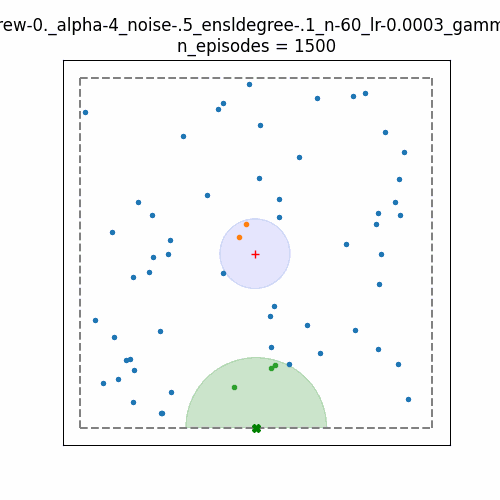 rew-0._alpha-4_noise-.5_ensldegree-.1_n-60_lr-0.0003_gamm
n_episodes = 1500